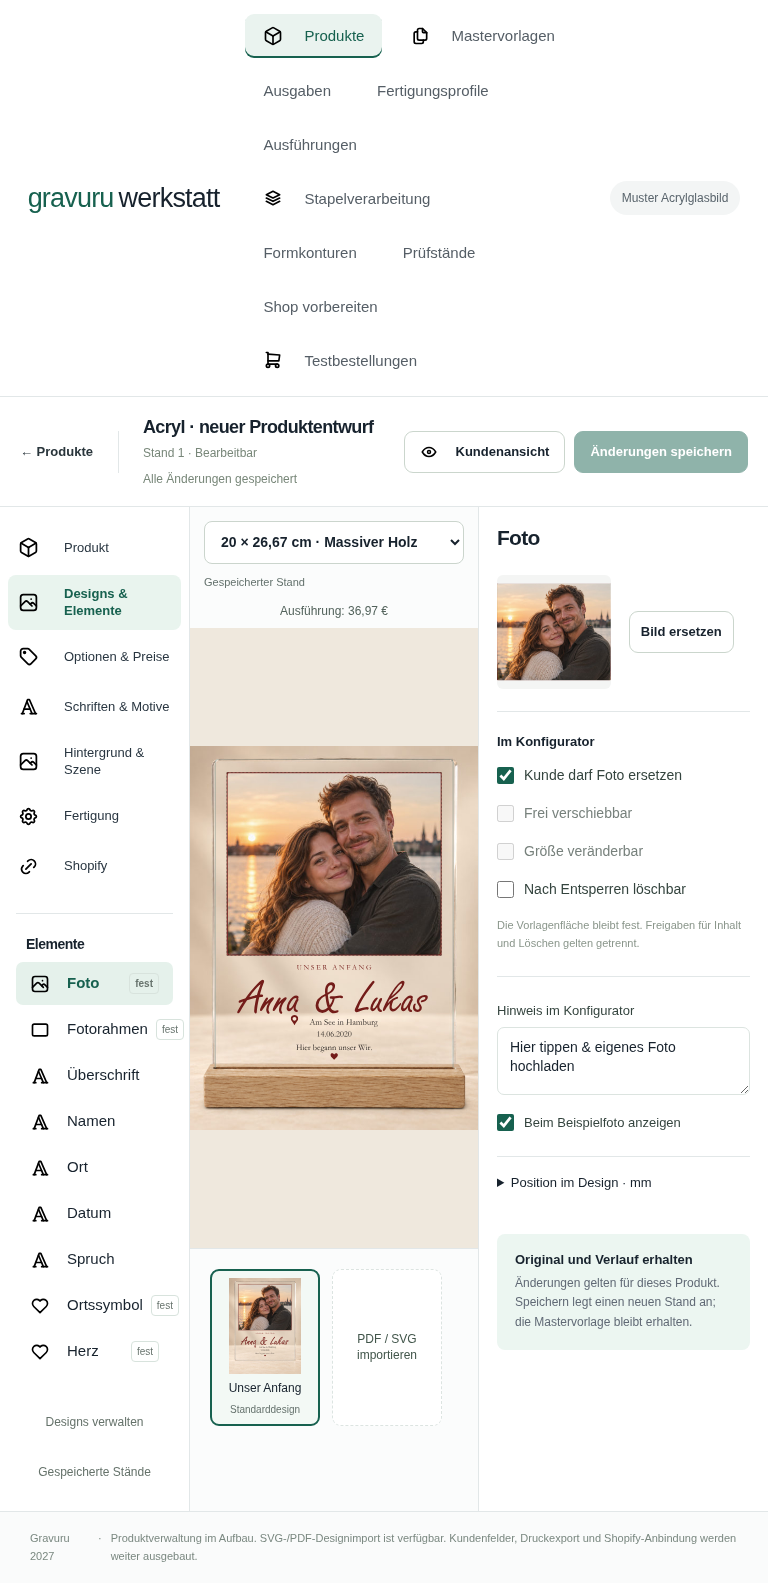 Produkte
Mastervorlagen
Ausgaben
Fertigungsprofile
Ausführungen
gravuru werkstatt
Stapelverarbeitung
Muster Acrylglasbild
Formkonturen
Prüfstände
Shop vorbereiten
Testbestellungen
← Produkte
Acryl · neuer Produktentwurf
Stand 1 · Bearbeitbar
Alle Änderungen gespeichert
Kundenansicht
Änderungen speichern
Produkt
Designs &
Elemente
Optionen & Preise
Schriften & Motive
Hintergrund &
Szene
Fertigung
Shopify
Elemente
Foto fest
Fotorahmen fest
Überschrift
Namen
Ort
Datum
Spruch
Ortssymbol fest
Herz fest
Designs verwalten
Gespeicherte Stände
20 × 26,67 cm · Massiver Holz
Gespeicherter Stand
Ausführung: 36,97 €
UNSER ANFANG
Anna & Lukas
Am See in Hamburg
14.06.2020
Hier begann unser Wir.
Anna & Lukas
Unser Anfang
Standarddesign
PDF / SVG
importieren
Foto
Bild ersetzen
Im Konfigurator
Kunde darf Foto ersetzen
Frei verschiebbar
Größe veränderbar
Nach Entsperren löschbar
Die Vorlagenfläche bleibt fest. Freigaben für Inhalt
und Löschen gelten getrennt.
Hinweis im Konfigurator
Hier tippen & eigenes Foto
hochladen
Beim Beispielfoto anzeigen
Position im Design · mm
Original und Verlauf erhalten
Änderungen gelten für dieses Produkt.
Speichern legt einen neuen Stand an;
die Mastervorlage bleibt erhalten.
Gravuru
2027
·
Produktverwaltung im Aufbau. SVG-/PDF-Designimport ist verfügbar. Kundenfelder, Druckexport und Shopify-Anbindung werden
weiter ausgebaut.